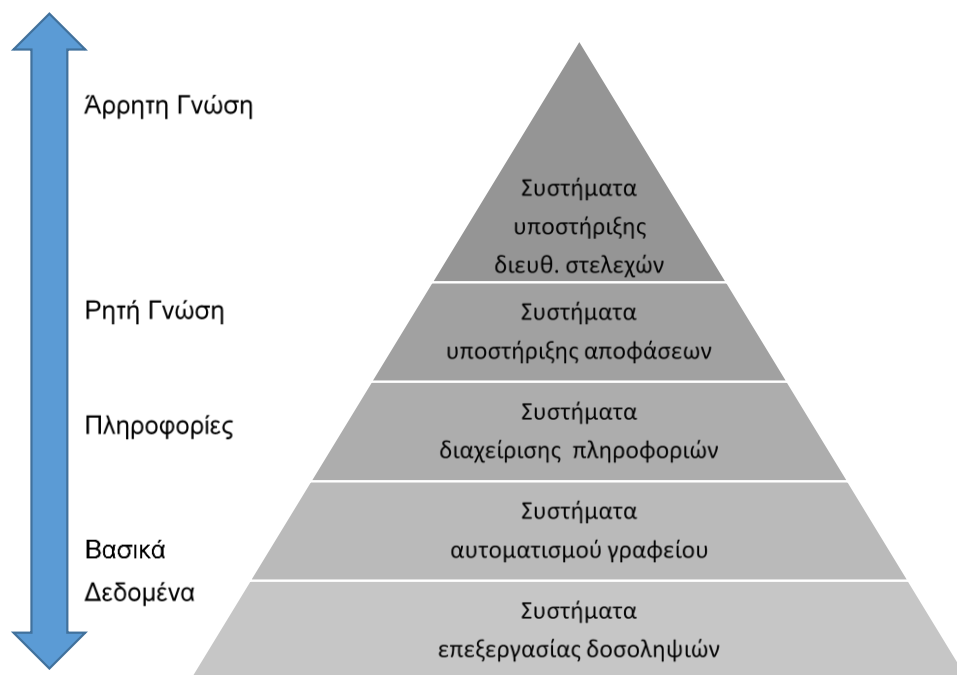 Άρρητη Γνώση
Ρητή Γνώση
Πληροφορίες
Βασικά
Δεδομένα
Συστήματα
υποστήριξης
διευθ. στελεχών
Συστήματα
υποστήριξης αποφάσεων
Συστήματα
διαχείρισης πληροφοριών
Συστήματα
αυτοματισμού γραφείου
Συστήματα
επεξεργασίας δοσοληψιών